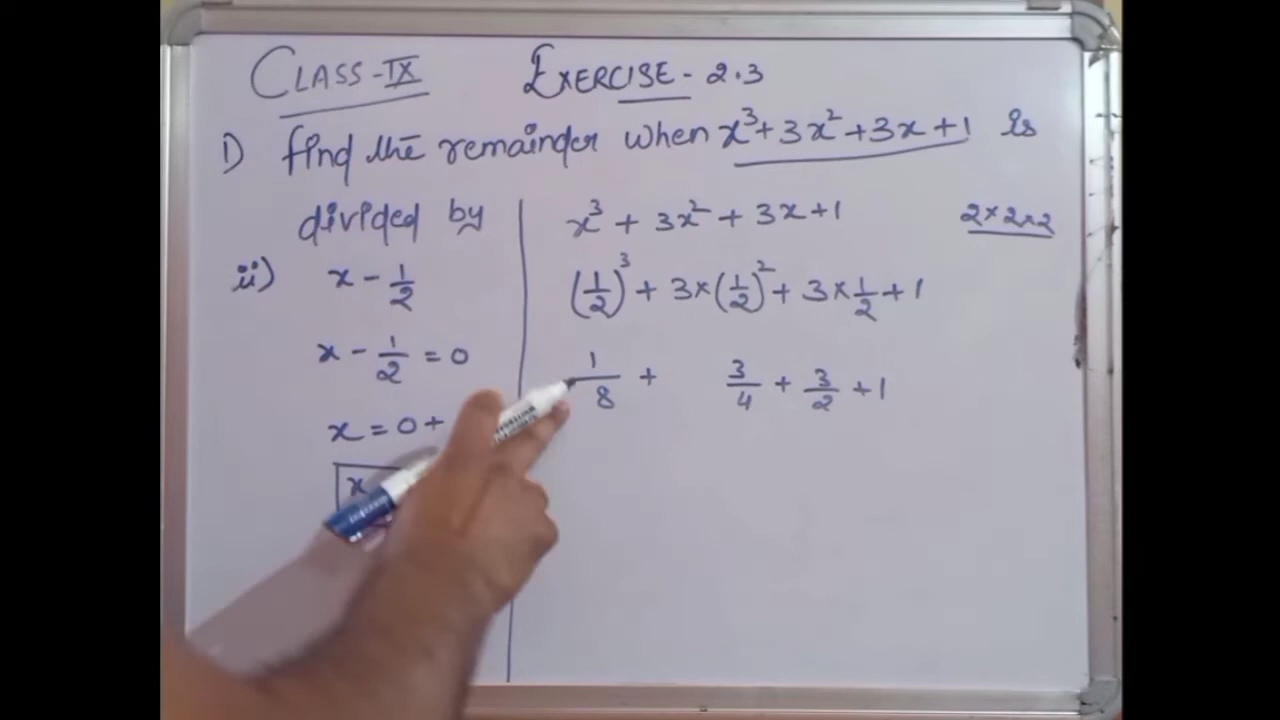 CLASS-IX EXERCISE - 2.3
1) find the remainder when x³+3x²+3x+1 is
divided by
ii) x - 1/2
x - 1/2 = 0
x = 0+
x
x³ + 3x² + 3x+1
2×2×2
(1/2)³ + 3×(1/2)² + 3×1/2+1
1/8 + 3/4 + 3/2 +1